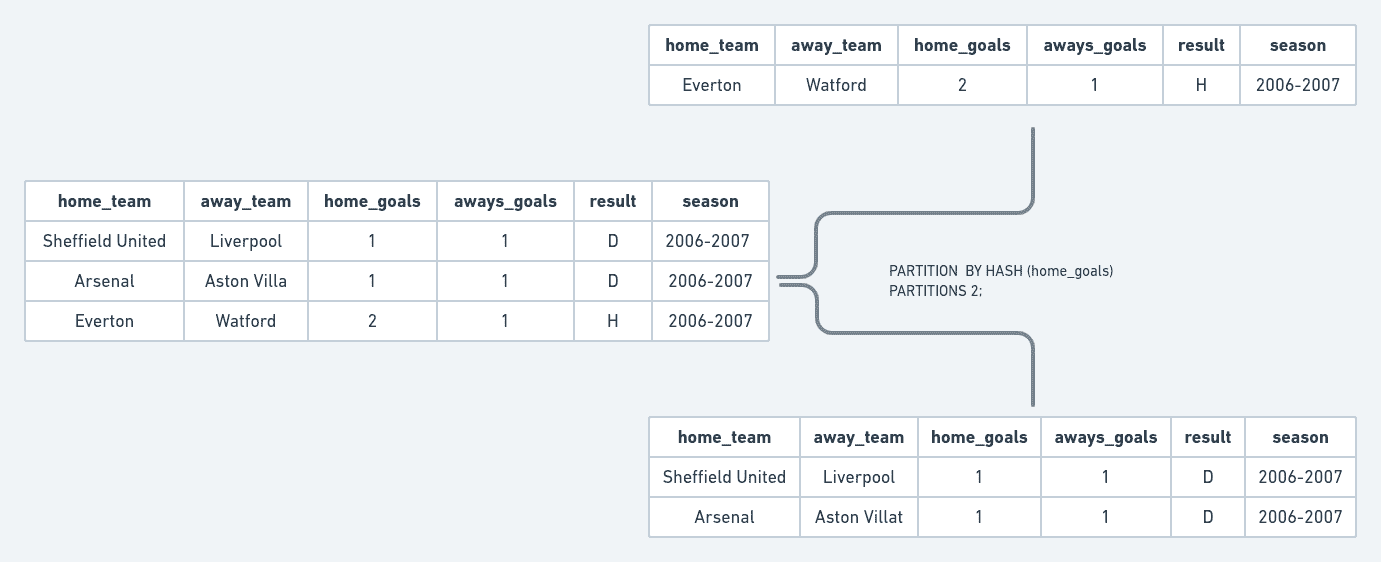 home_team away_team home_goals aways_goals result season
Everton Watford 2 1 H 2006-2007
home_team away_team home_goals aways_goals result season
Sheffield United Liverpool 1 1 D 2006-2007
Arsenal Aston Villa 1 1 D 2006-2007
Everton Watford 2 1 H 2006-2007
PARTITION  BY HASH (home_goals)
PARTITIONS 2;
home_team away_team home_goals aways_goals result season
Sheffield United Liverpool 1 1 D 2006-2007
Arsenal Aston Villat 1 1 D 2006-2007